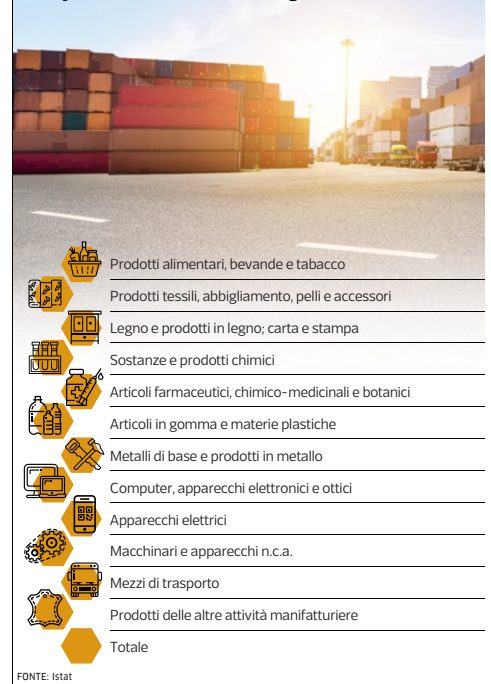 Prodotti alimentari, bevande e tabacco
Prodotti tessili, abbigliamento, pelli e accessori
Legno e prodotti in legno; carta e stampa
Sostanze e prodotti chimici
Articoli farmaceutici, chimico-medicinali e botanici
Articoli in gomma e materie plastiche
Metalli di base e prodotti in metallo
Computer, apparecchi elettronici e ottici
Apparecchi elettrici
Macchinari e apparecchi n.c.a.
Mezzi di trasporto
Prodotti delle altre attività manifatturiere
Totale
FONTE: Istat